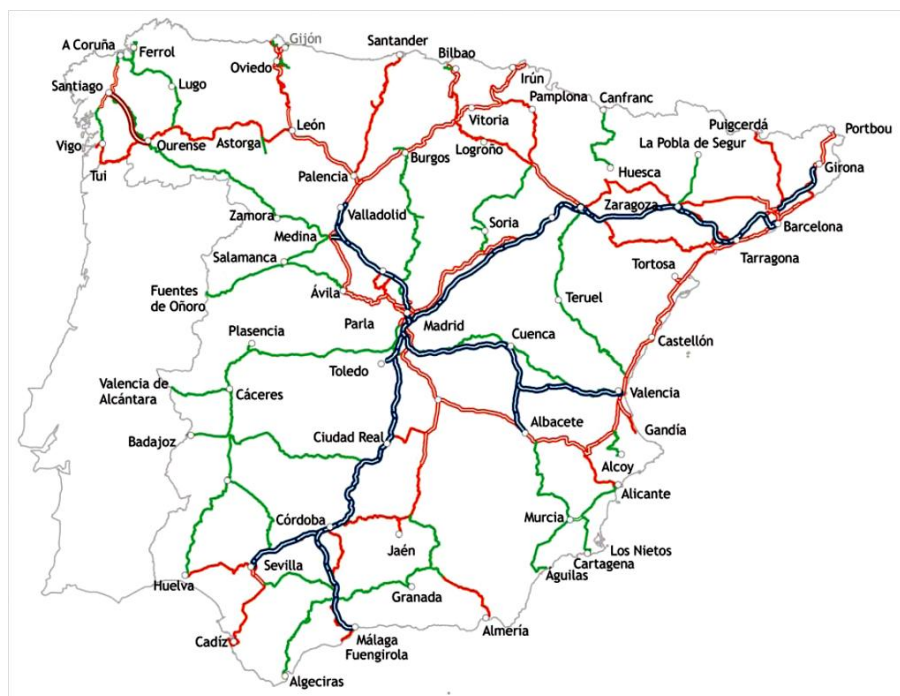 Gijón
A Coruña
Ferrol
Santander
Bilbao
Oviedo
Irún
Santiago
Lugo
Pamplona
Canfranc
Vitoria
León
Puigcerdá
Portbou
Vigo
Ourense
Astorga
Logroño
La Pobla de Segur
Burgos
Girona
Tui
Palencia
Huesca
Zamora
Valladolid
Zaragoza
Soria
Barcelona
Medina
Salamanca
Tarragona
Tortosa
Ávila
Fuentes
de Oñoro
Teruel
Parla
Madrid
Plasencia
Cuenca
Castellón
Toledo
Valencia de
Alcántara
Cáceres
Valencia
Albacete
Gandía
Badajoz
Ciudad Real
Alcoy
Alicante
Córdoba
Murcia
Jaén
Los Nietos
Cartagena
Sevilla
Águilas
Huelva
Granada
Cadíz
Almería
Málaga
Fuengirola
Algeciras